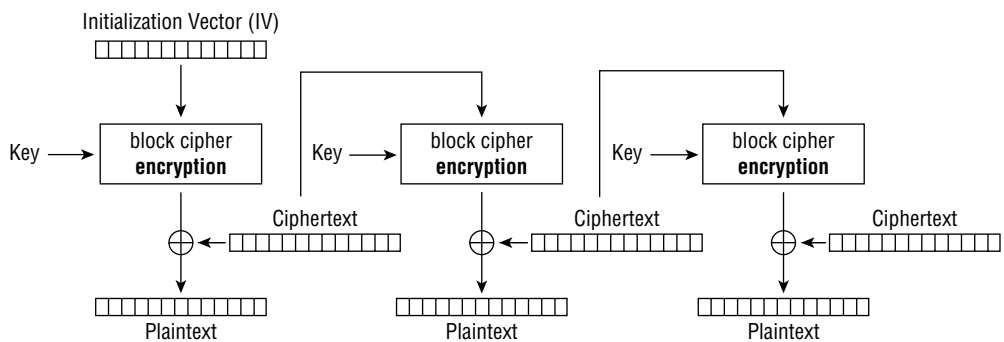 Initialization Vector (IV)
Key
block cipher
encryption
Key
block cipher
encryption
Key
block cipher
encryption
Ciphertext
Ciphertext
Ciphertext
Plaintext
Plaintext
Plaintext